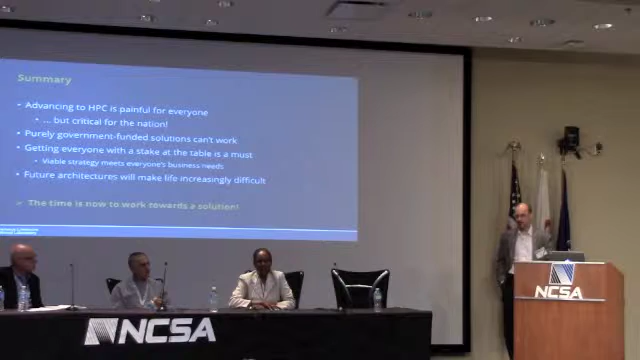 Summary
• Advancing to HPC is painful for everyone
• ... but critical for the nation!
• Purely government-funded solutions can't work
• Getting everyone with a stake at the table is a must
• Viable strategy meets everyone's business needs
• Future architectures will make life increasingly difficult
✓ The time is now to work towards a solution!
NCSA
NCSA